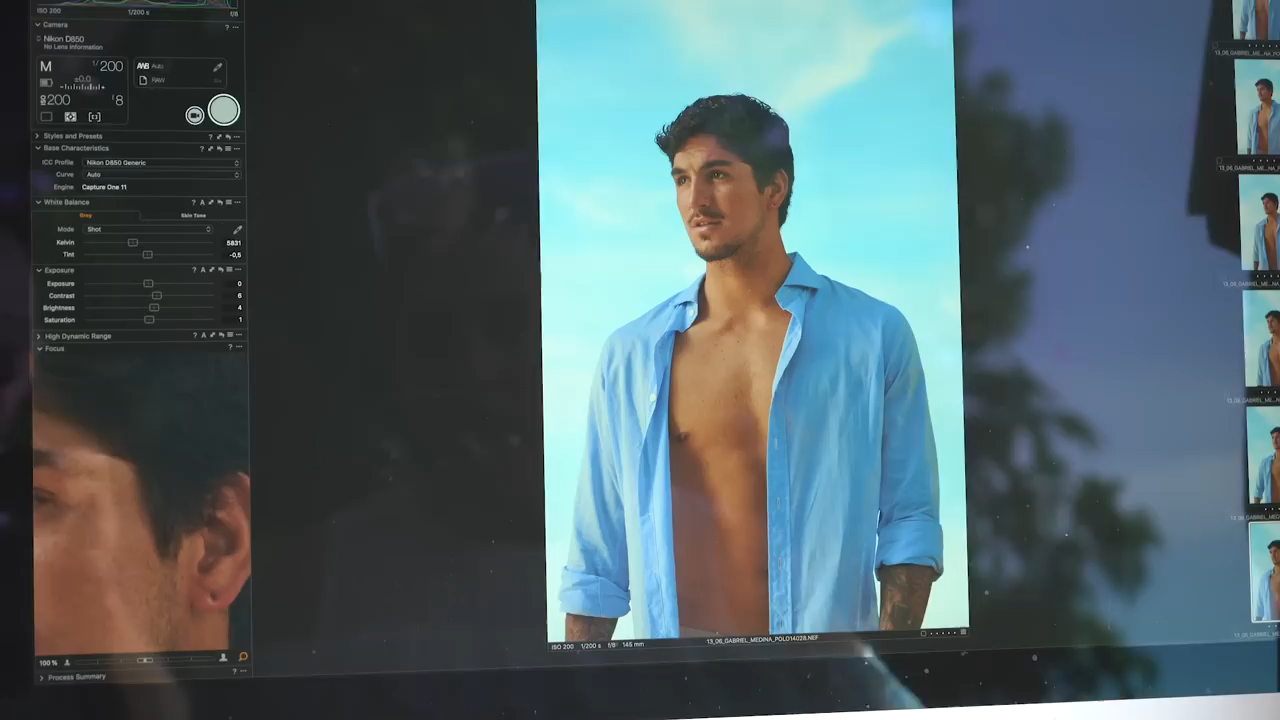 ISO 200 1/200 s f/8
Camera ? ...
Nikon D850
No Lens Information
M 1/200
AWB Auto
±0.0
RAW
200 f8
Styles and Presets ?
Base Characteristics ?
ICC Profile Nikon D850 Generic
Curve Auto
Engine Capture One 11
White Balance ? A
Grey Skin Tone
Mode Shot
Kelvin 5831
Tint -0,5
Exposure ? A
Exposure 0
Contrast 6
Brightness 4
Saturation 1
High Dynamic Range ? A
Focus ?
100 %
Process Summary ?
ISO 200 1/200 s f/8 145 mm 13_06_GABRIEL_MEDINA_POLO14028.NEF